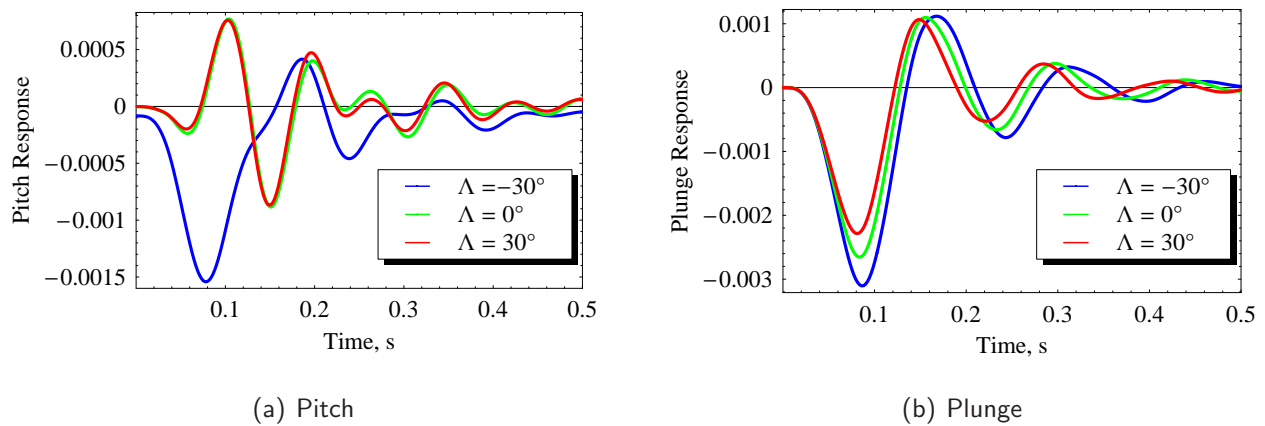 0.0005
0
−0.0005
−0.001
−0.0015
Pitch Response
0.1 0.2 0.3 0.4 0.5
Time, s
Λ =−30°
Λ = 0°
Λ = 30°
(a) Pitch
0.001
0
−0.001
−0.002
−0.003
Plunge Response
0.1 0.2 0.3 0.4 0.5
Time, s
Λ =−30°
Λ = 0°
Λ = 30°
(b) Plunge